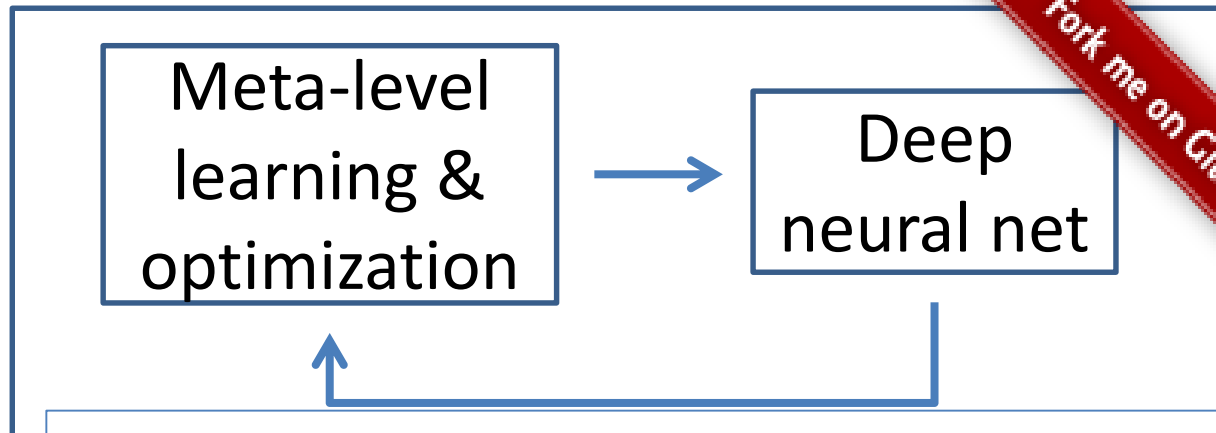 Meta-level
learning &
optimization
Deep
neural net
Fork me on